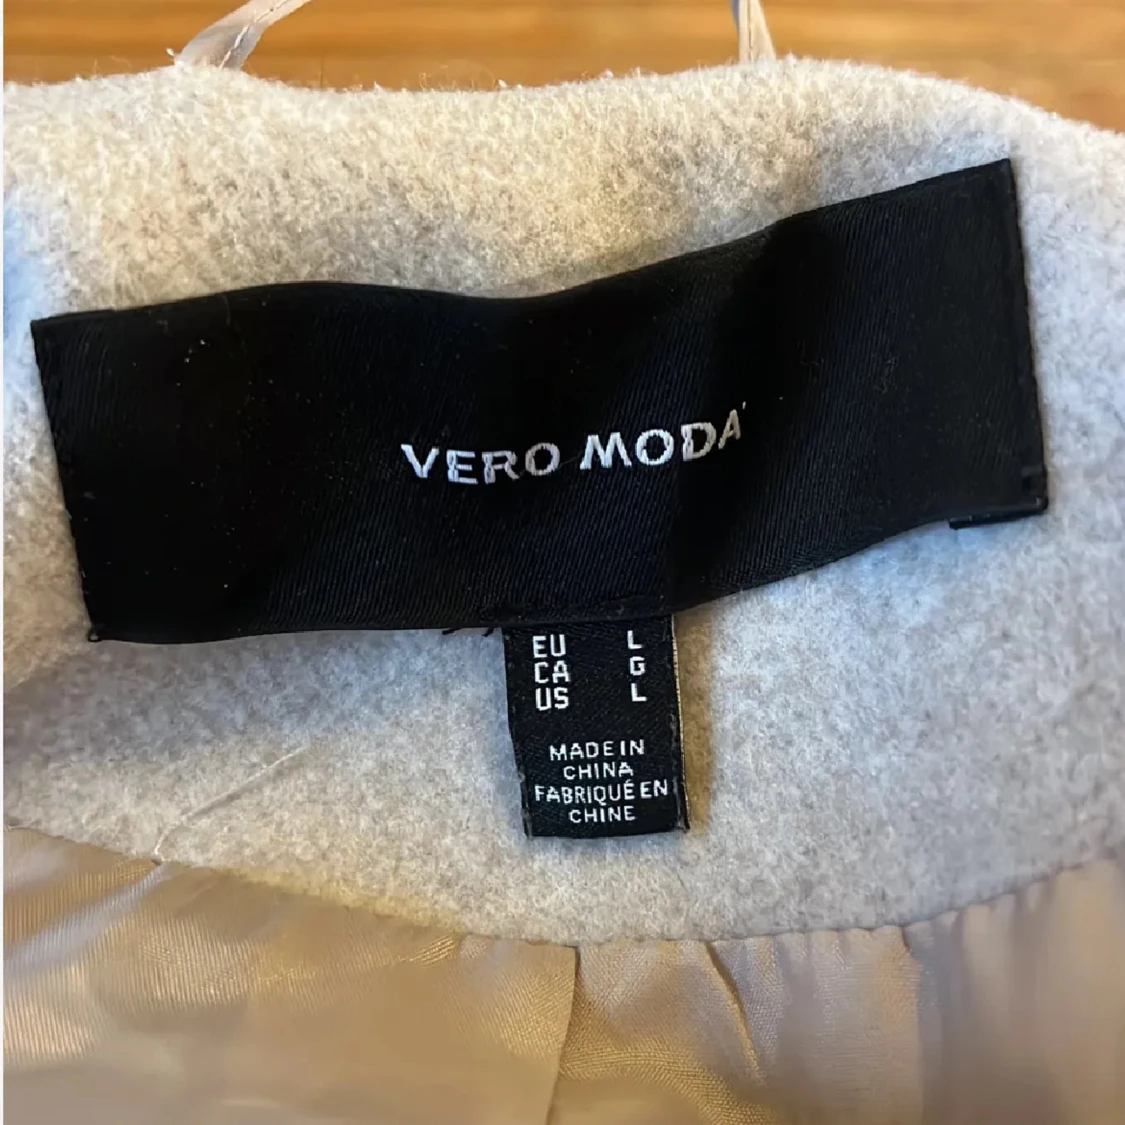 VERO MODA
EU L
CA G
US L
MADE IN
CHINA
FABRIQUÉ EN
CHINE